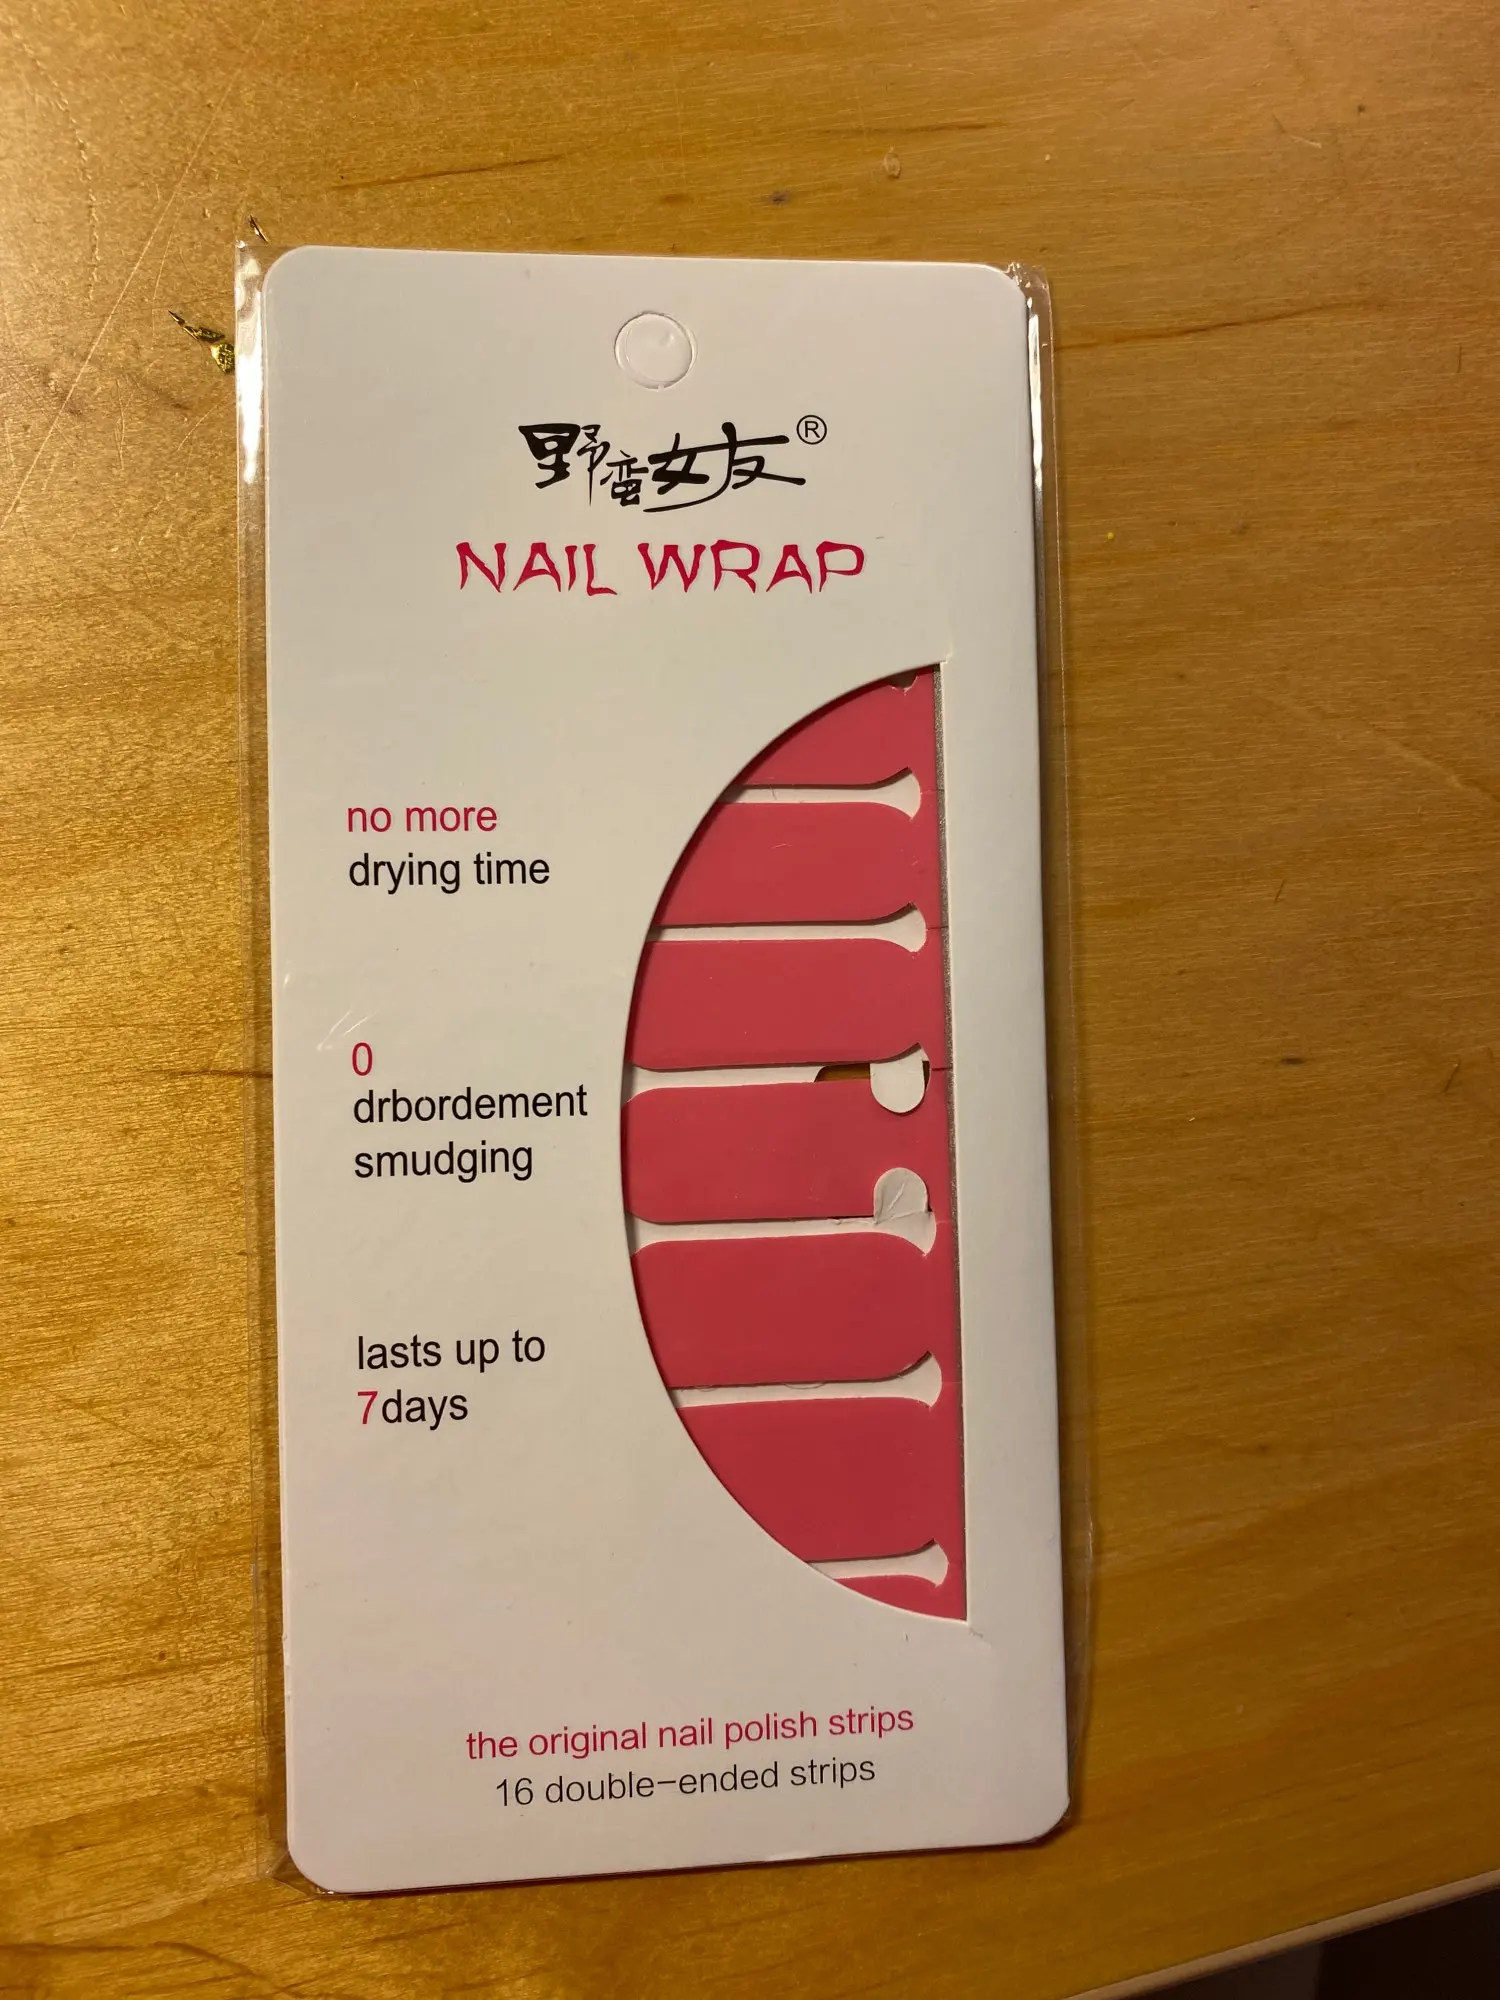 野蛮女友®
NAIL WRAP
no more
drying time
0
drbordement
smudging
lasts up to
7days
the original nail polish strips
16 double-ended strips